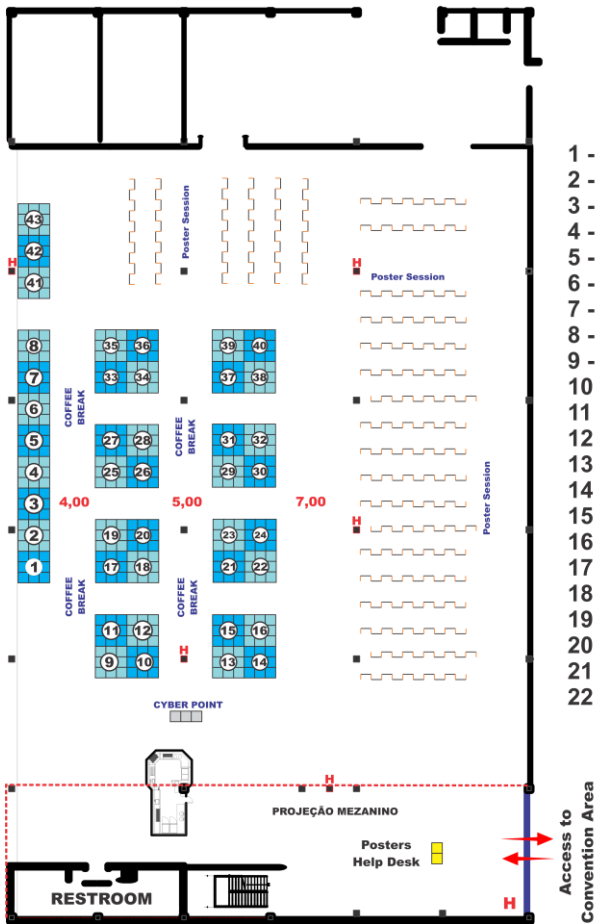 Poster Session
43
42
H
41
H
Poster Session
8
35 36
39 40
7
33 34
37 38
6
COFFEE BREAK
COFFEE BREAK
5
27 28
31 32
4
25 26
29 30
3
4,00
5,00
7,00
Poster Session
H
2
19 20
23 24
1
17 18
21 22
COFFEE BREAK
COFFEE BREAK
11 12
15 16
9 10
H
13 14
CYBER POINT
H
PROJEÇÃO MEZANINO
Posters
Help Desk
RESTROOM
H
Access to
Convention Area
1 -
2 -
3 -
4 -
5 -
6 -
7 -
8 -
9 -
10
11
12
13
14
15
16
17
18
19
20
21
22